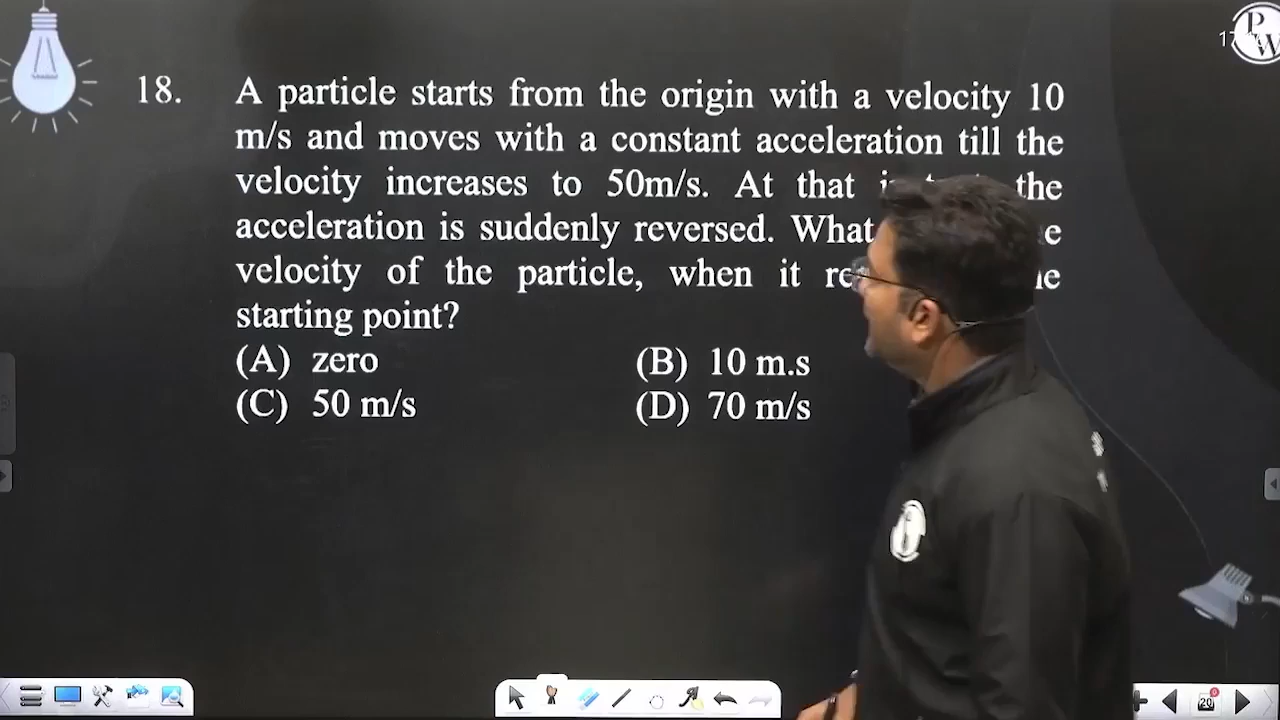 18. A particle starts from the origin with a velocity 10
m/s and moves with a constant acceleration till the
velocity increases to 50m/s. At that the
acceleration is suddenly reversed. What
velocity of the particle, when it
starting point?
(A) zero (B) 10 m.s
(C) 50 m/s (D) 70 m/s
P
W
17
20